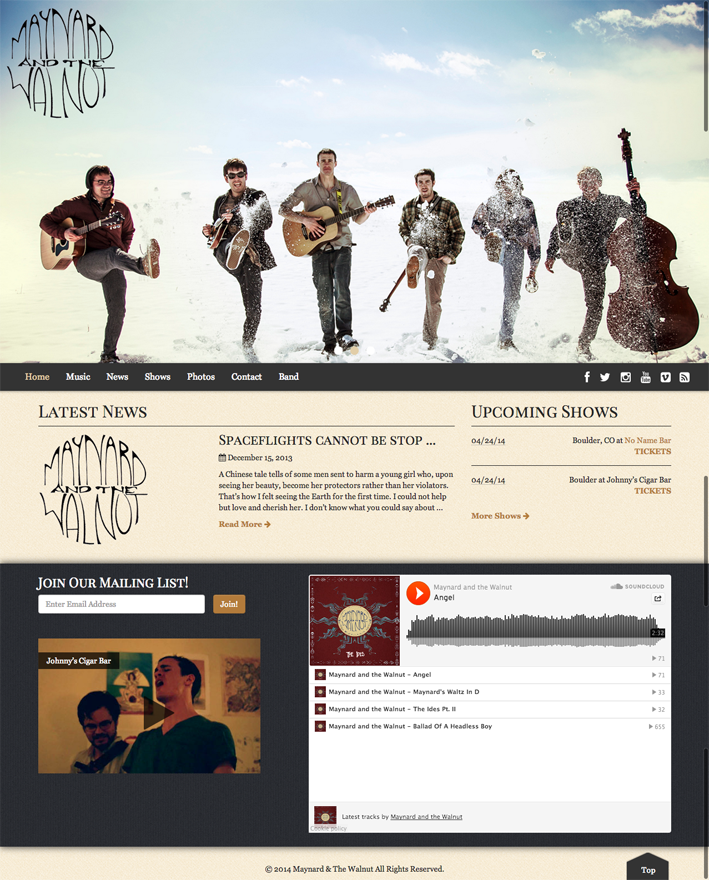 MAYNARD
AND THE
WALNUT
Home Music News Shows Photos Contact Band
You
Tube
Latest News
Upcoming Shows
MAYNARD
AND THE
WALNUT
Spaceflights cannot be stop ...
December 15, 2013
A Chinese tale tells of some men sent to harm a young girl who, upon
seeing her beauty, become her protectors rather than her violators.
That's how I felt seeing the Earth for the first time. I could not help
but love and cherish her. I don't know what you could say about ...
Read More
04/24/14 Boulder, CO at No Name Bar
TICKETS
04/24/14 Boulder at Johnny's Cigar Bar
TICKETS
More Shows
Join Our Mailing List!
Enter Email Address Join!
Johnny's Cigar Bar
MAYNARD
AND THE
WALNUT
THE IDES
Maynard and the Walnut
Angel
SOUNDCLOUD
2:32
71
Maynard and the Walnut - Angel 71
Maynard and the Walnut - Maynard's Waltz In D 33
Maynard and the Walnut - The Ides Pt. II 32
Maynard and the Walnut - Ballad Of A Headless Boy 655
Latest tracks by Maynard and the Walnut
Cookie policy
© 2014 Maynard & The Walnut All Rights Reserved.
Top